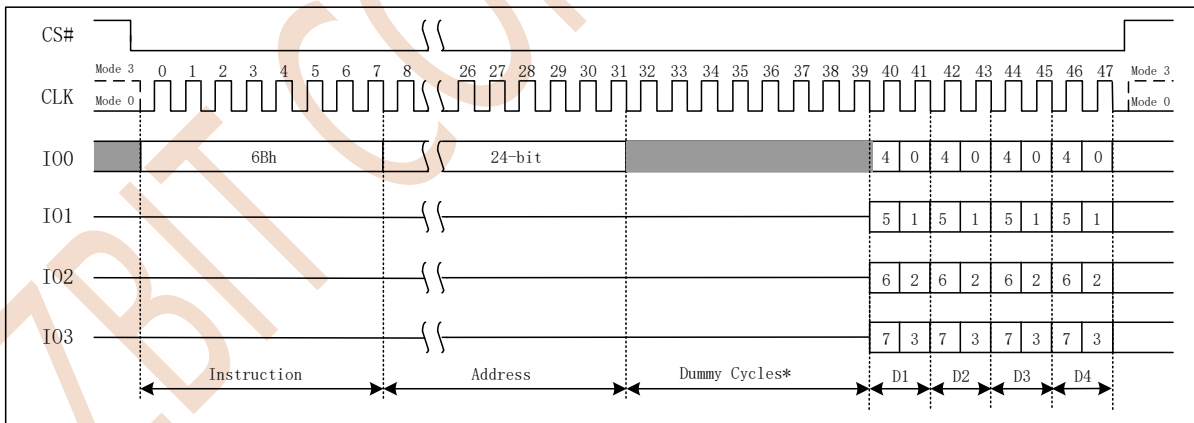 CS#
Mode 3 0 1 2 3 4 5 6 7 8 26 27 28 29 30 31 32 33 34 35 36 37 38 39 40 41 42 43 44 45 46 47 Mode 3
CLK
Mode 0 Mode 0
IO0 6Bh 24-bit 4 0 4 0 4 0 4 0
IO1 5 1 5 1 5 1 5 1
IO2 6 2 6 2 6 2 6 2
IO3 7 3 7 3 7 3 7 3
Instruction Address Dummy Cycles* D1 D2 D3 D4
ZBIT CO